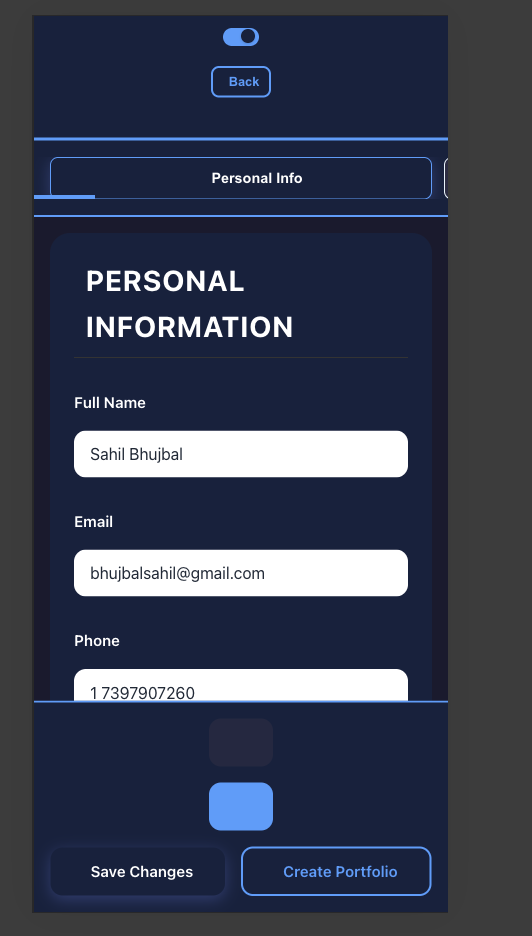 Back
Personal Info
PERSONAL
INFORMATION
Full Name
Sahil Bhujbal
Email
bhujbalsahil@gmail.com
Phone
1 7397907260
Save Changes
Create Portfolio